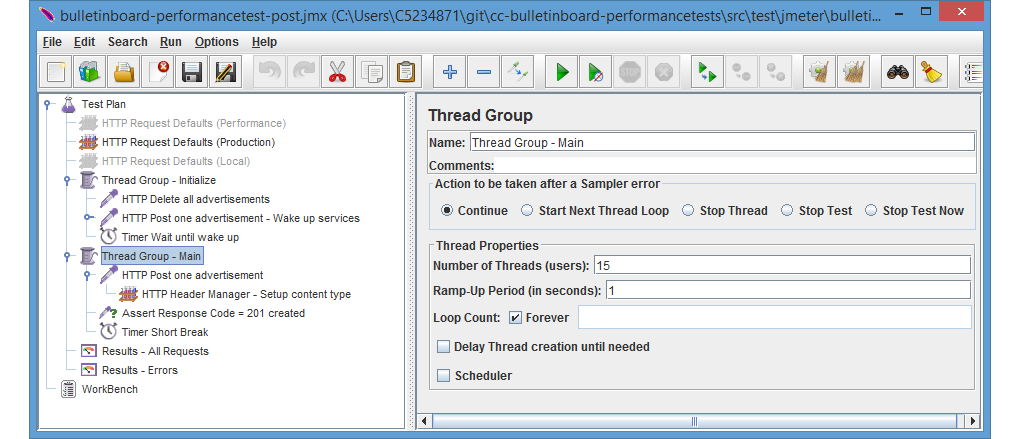 bulletinboard-performancetest-post.jmx (C:\Users\C5234871\git\cc-bulletinboard-performancetests\src\test\jmeter\bulleti...
File Edit Search Run Options Help
STOP
Test Plan
HTTP Request Defaults (Performance)
HTTP Request Defaults (Production)
HTTP Request Defaults (Local)
Thread Group - Initialize
HTTP Delete all advertisements
HTTP Post one advertisement - Wake up services
Timer Wait until wake up
Thread Group - Main
HTTP Post one advertisement
HTTP Header Manager - Setup content type
Assert Response Code = 201 created
Timer Short Break
Results - All Requests
Results - Errors
WorkBench
Thread Group
Name: Thread Group - Main
Comments:
Action to be taken after a Sampler error
Continue Start Next Thread Loop Stop Thread Stop Test Stop Test Now
Thread Properties
Number of Threads (users): 15
Ramp-Up Period (in seconds): 1
Loop Count: Forever
Delay Thread creation until needed
Scheduler